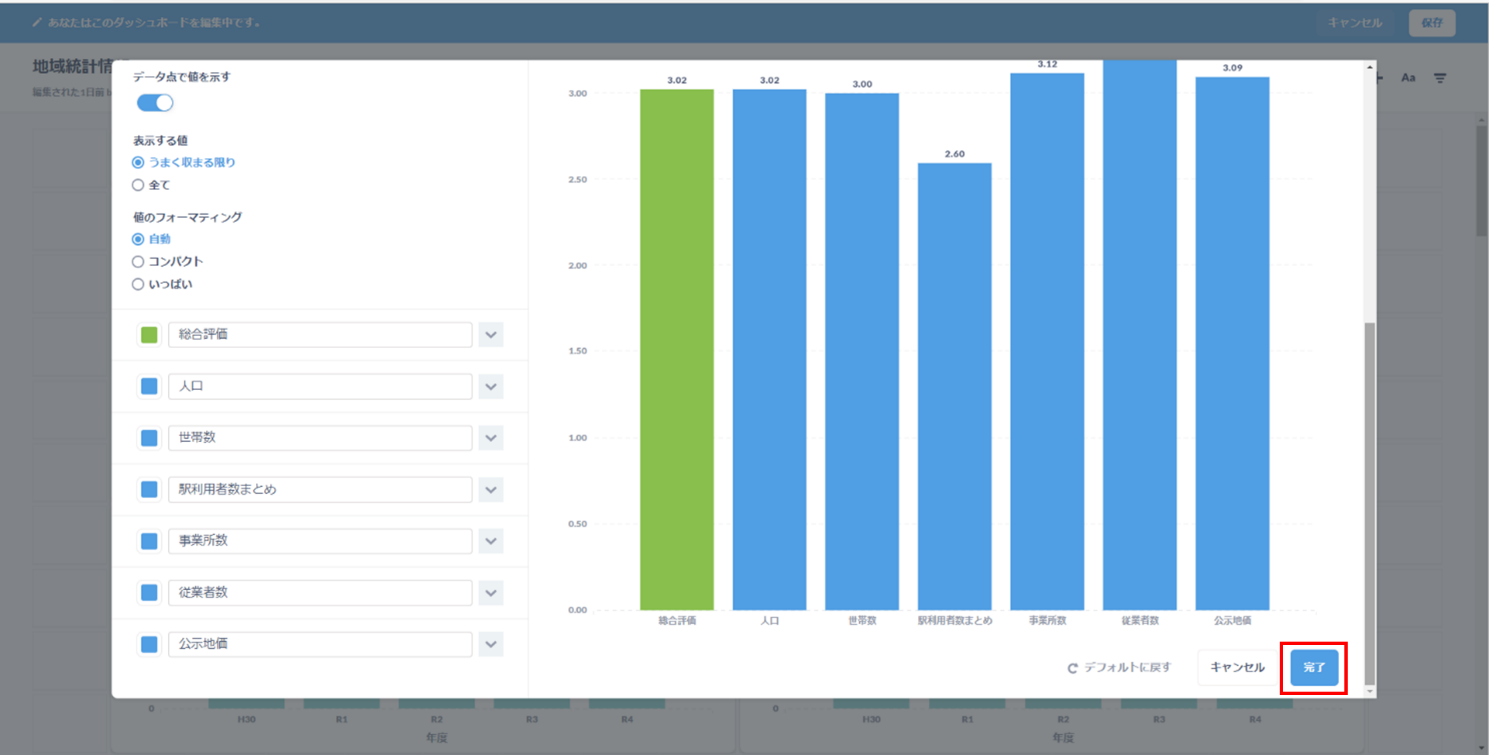 あなたはこのダッシュボードを編集中です。
キャンセル
保存
地域統計情
編集された1日前
Aa
データ点で値を示す
表示する値
うまく収まる限り
全て
値のフォーマティング
自動
コンパクト
いっぱい
総合評価
人口
世帯数
駅利用者数まとめ
事業所数
従業者数
公示地価
3.02
3.02
3.00
2.60
3.12
3.09
3.00
2.50
2.00
1.50
1.00
0.50
0.00
総合評価
人口
世帯数
駅利用者数まとめ
事業所数
従業者数
公示地価
デフォルトに戻す
キャンセル
完了
0
H30
R1
R2
R3
R4
年度
0
H30
R1
R2
R3
R4
年度